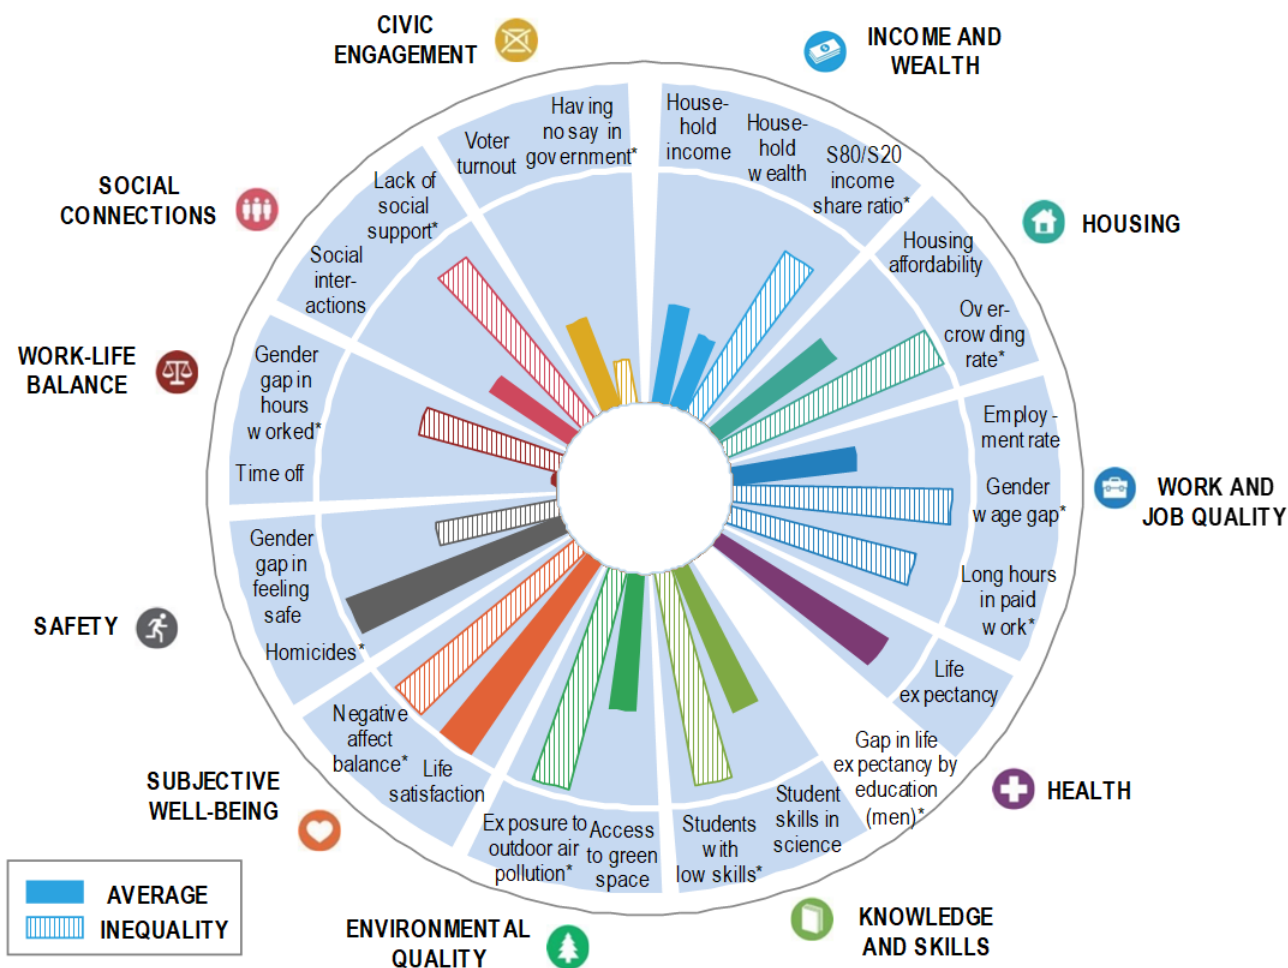 CIVIC
ENGAGEMENT
INCOME AND
WEALTH
HOUSING
WORK AND
JOB QUALITY
HEALTH
KNOWLEDGE
AND SKILLS
ENVIRONMENTAL
QUALITY
SUBJECTIVE
WELL-BEING
SAFETY
WORK-LIFE
BALANCE
SOCIAL
CONNECTIONS
House-
hold
income
House-
hold
wealth
S80/S20
income
share ratio*
Housing
affordability
Over-
crowding
rate*
Employ-
ment rate
Gender
wage gap*
Long hours
in paid
work*
Life
expectancy
Gap in life
expectancy by
education
(men)*
Student
skills in
science
Students
with
low skills*
Access
to green
space
Exposure to
outdoor air
pollution*
Life
satisfaction
Negative
affect
balance*
Homicides*
Gender
gap in
feeling
safe
Time off
Gender
gap in
hours
worked*
Social
inter-
actions
Lack of
social
support*
Voter
turnout
Having
no say in
government*
AVERAGE
INEQUALITY